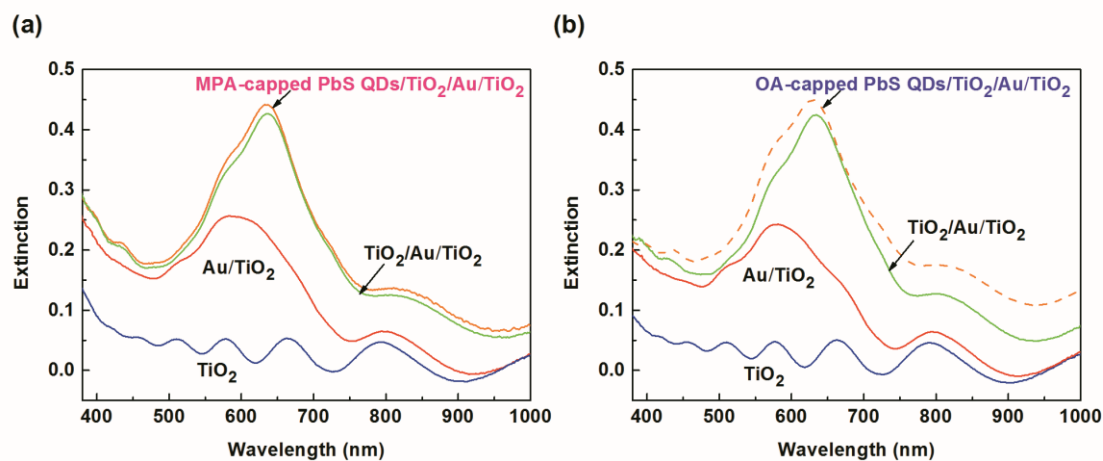 (a)
MPA-capped PbS QDs/TiO2/Au/TiO2
TiO2/Au/TiO2
Au/TiO2
TiO2
Extinction
0.5
0.4
0.3
0.2
0.1
0.0
400
500
600
700
800
900
1000
Wavelength (nm)
(b)
OA-capped PbS QDs/TiO2/Au/TiO2
TiO2/Au/TiO2
Au/TiO2
TiO2
Extinction
0.5
0.4
0.3
0.2
0.1
0.0
400
500
600
700
800
900
1000
Wavelength (nm)